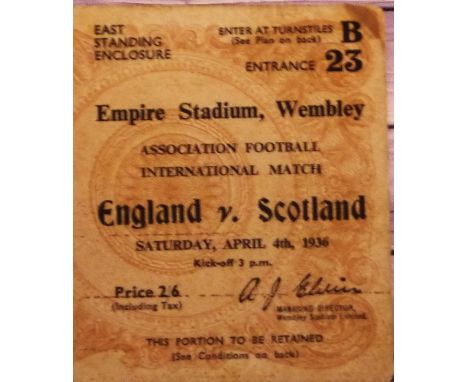 EAST
STANDING
ENCLOSURE
ENTER AT TURNSTILES B
(See Plan on back)
ENTRANCE 23
Empire Stadium, Wembley
ASSOCIATION FOOTBALL
INTERNATIONAL MATCH
England v. Scotland
SATURDAY, APRIL 4th, 1936
Kick-off 3 p.m.
Price 2/6
(Including Tax)
A J Elvin
MANAGING DIRECTOR,
Wembley Stadium Limited.
THIS PORTION TO BE RETAINED
(See Conditions on back)